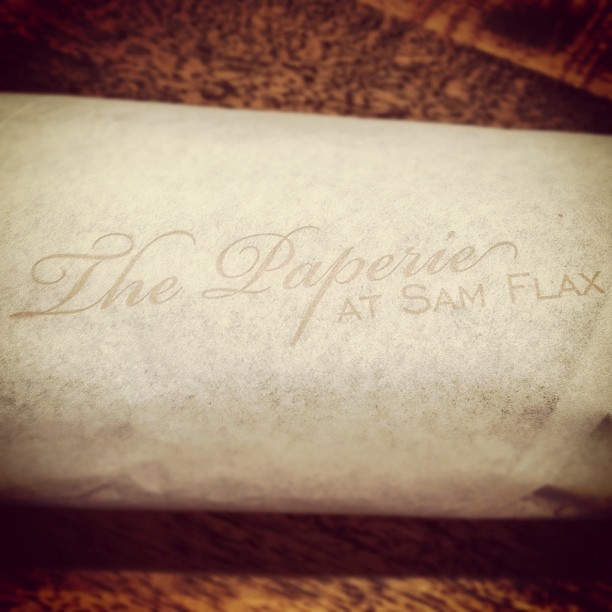 The Paperie
AT SAM FLAX